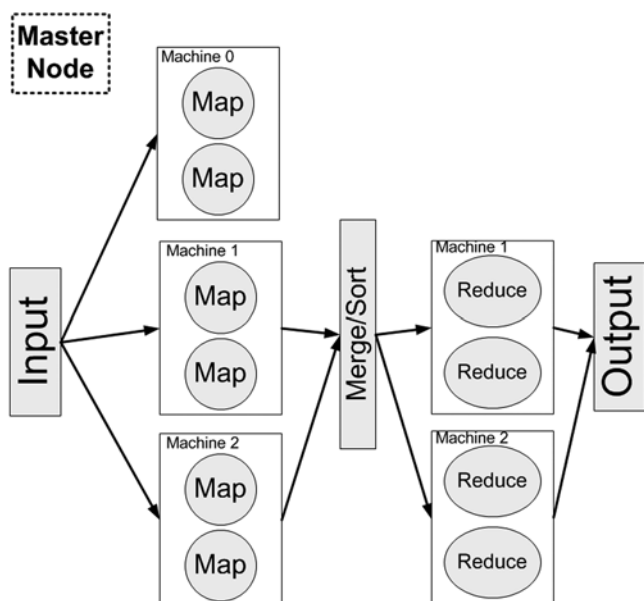 Master
Node
Machine 0
Map
Map
Input
Machine 1
Map
Map
Machine 2
Map
Map
Merge/Sort
Machine 1
Reduce
Reduce
Machine 2
Reduce
Reduce
Output